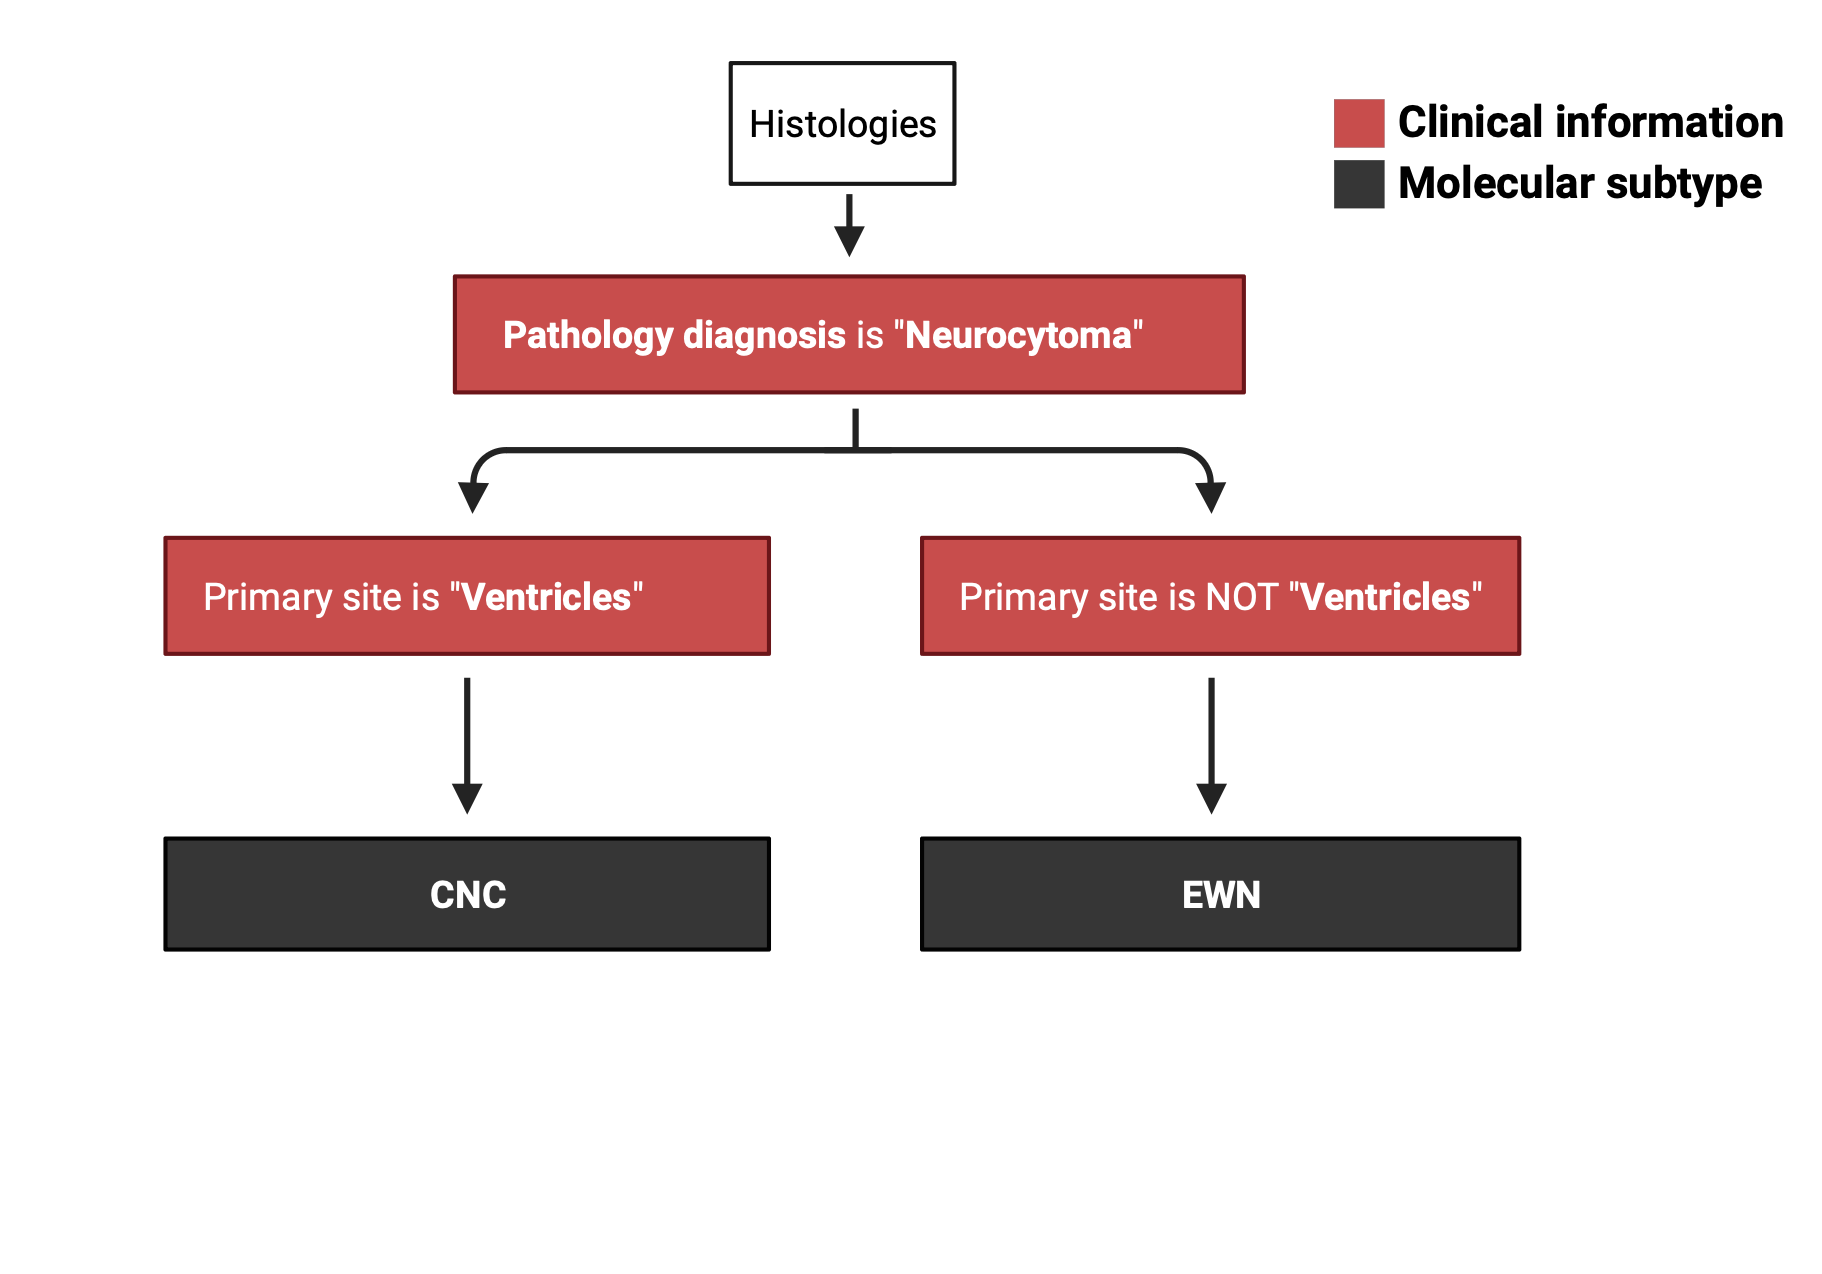 Histologies
Clinical information
Molecular subtype
Pathology diagnosis is "Neurocytoma"
Primary site is "Ventricles"
Primary site is NOT "Ventricles"
CNC
EWN